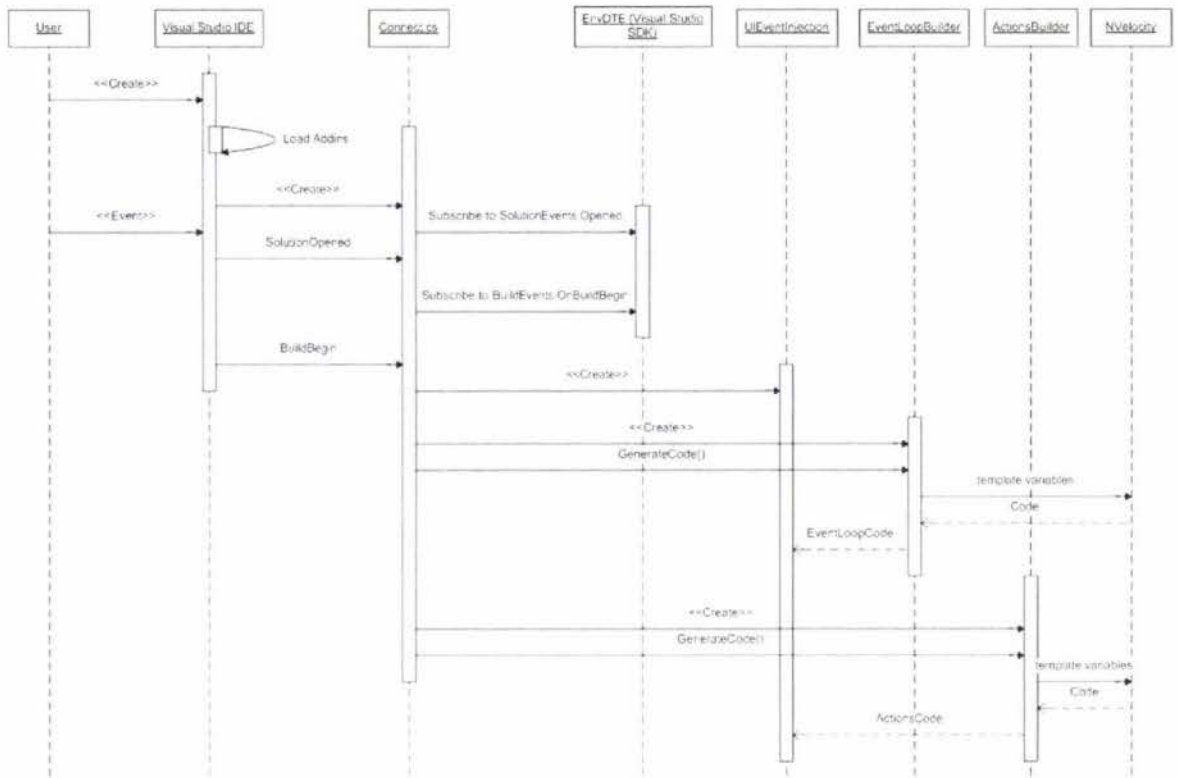 User
Visual Studio IDE
Connect.cs
EnvDTE (Visual Studio
SDK)
UIEventInjection
EventLoopBuilder
ActionsBuilder
NVelocity
<<Create>>
Load Addins
<<Create>>
<<Event>>
Subscribe to SolutionEvents.Opened
SolutionOpened
Subscribe to BuildEvents.OnBuildBegin
BuildBegin
<<Create>>
<<Create>>
GenerateCode()
template variables
Code
EventLoopCode
<<Create>>
GenerateCode()
template variables
Code
ActionsCode